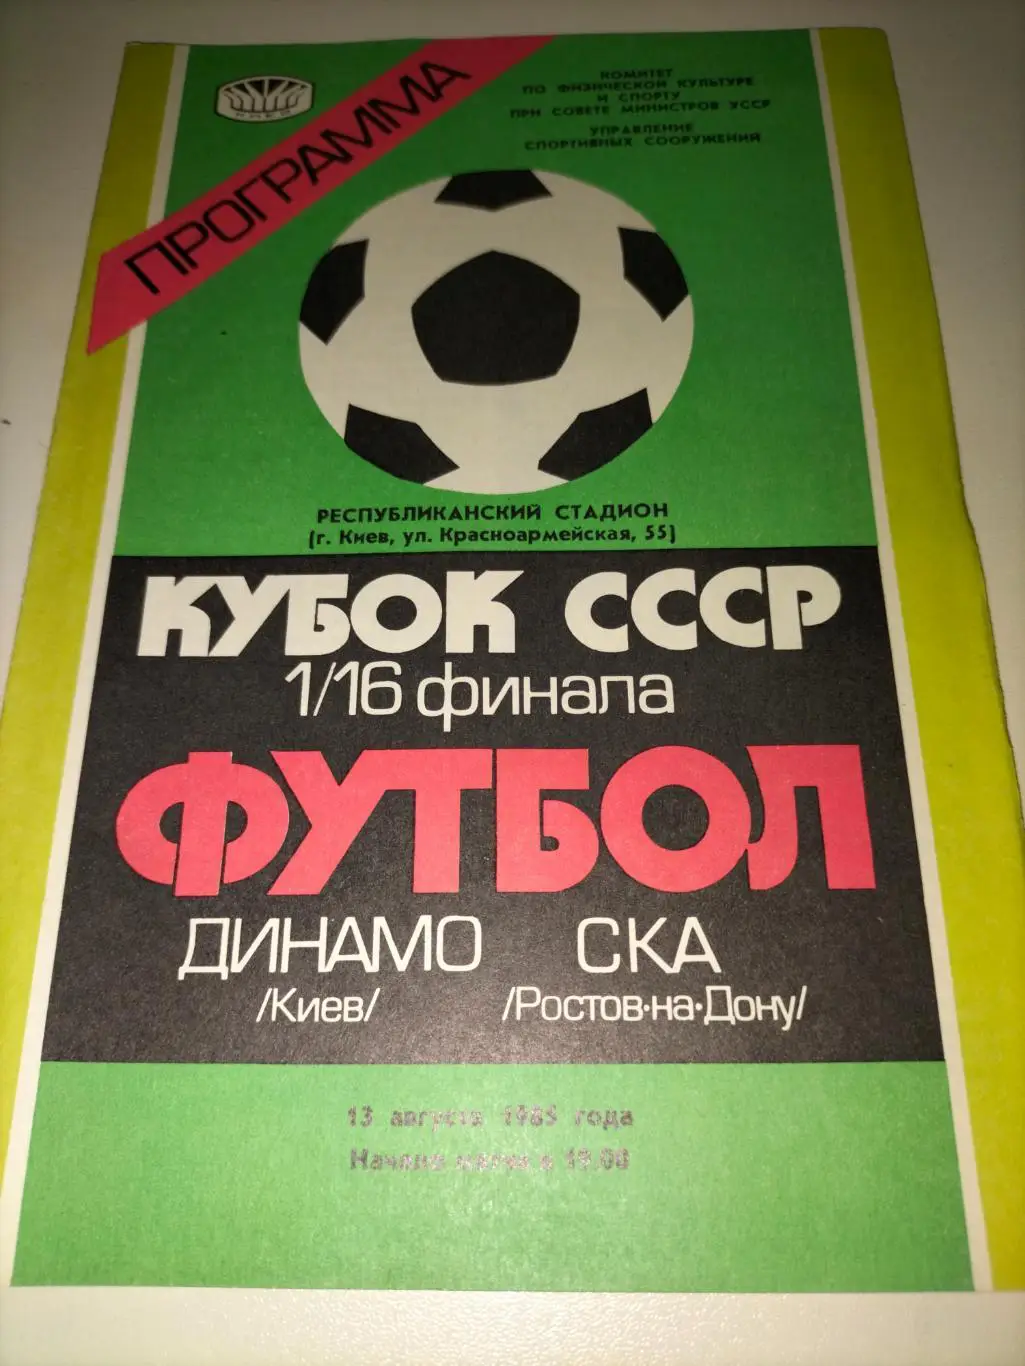 ПРОГРАММА
КИЕВ
КОМИТЕТ
ПО ФИЗИЧЕСКОЙ КУЛЬТУРЕ
И СПОРТУ
ПРИ СОВЕТЕ МИНИСТРОВ УССР
УПРАВЛЕНИЕ
СПОРТИВНЫХ СООРУЖЕНИЙ
РЕСПУБЛИКАНСКИЙ СТАДИОН
(г. Киев, ул. Красноармейская, 55)
КУБОК СССР
1/16 финала
ФУТБОЛ
ДИНАМО СКА
/Киев/ /Ростов-на-Дону/
13 августа 1985 года
Начало матча в 19.00